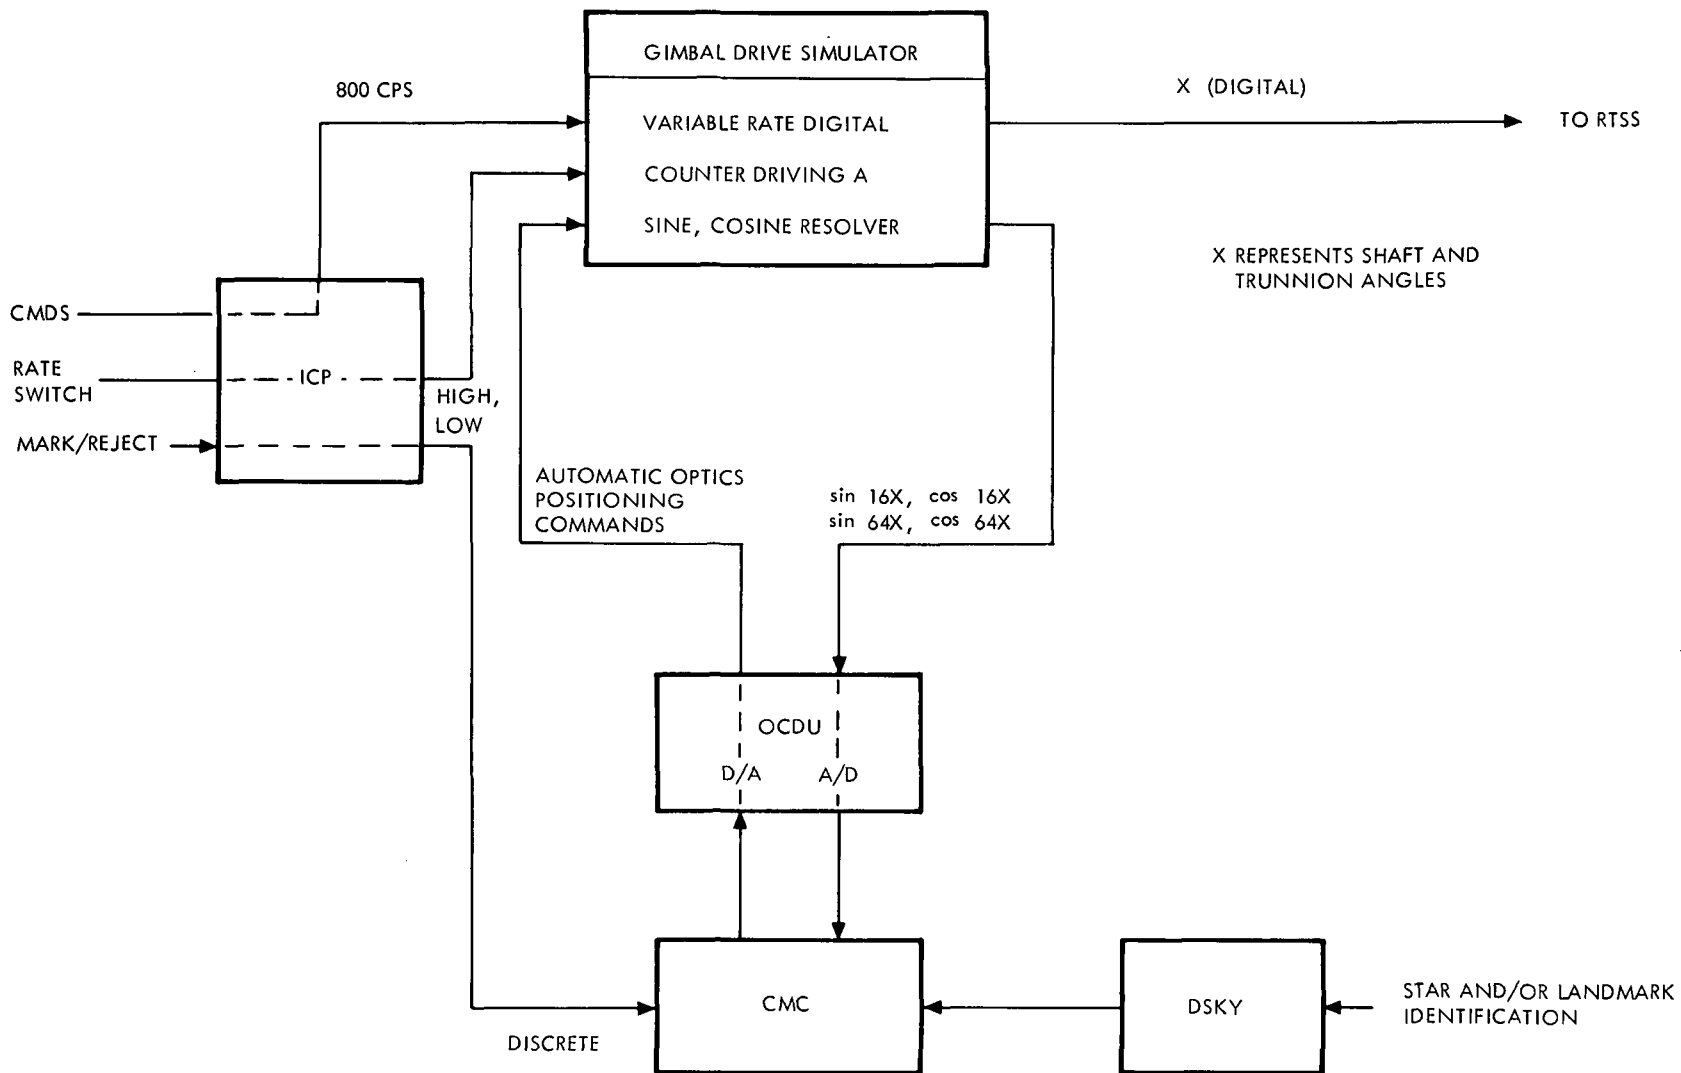 GIMBAL DRIVE SIMULATOR
800 CPS
X (DIGITAL)
VARIABLE RATE DIGITAL
TO RTSS
COUNTER DRIVING A
SINE, COSINE RESOLVER
X REPRESENTS SHAFT AND
TRUNNION ANGLES
CMDS
RATE
SWITCH
ICP
HIGH,
LOW
MARK/REJECT
AUTOMATIC OPTICS
POSITIONING
COMMANDS
sin 16X, cos 16X
sin 64X, cos 64X
OCDU
D/A A/D
CMC
DSKY
STAR AND/OR LANDMARK
IDENTIFICATION
DISCRETE